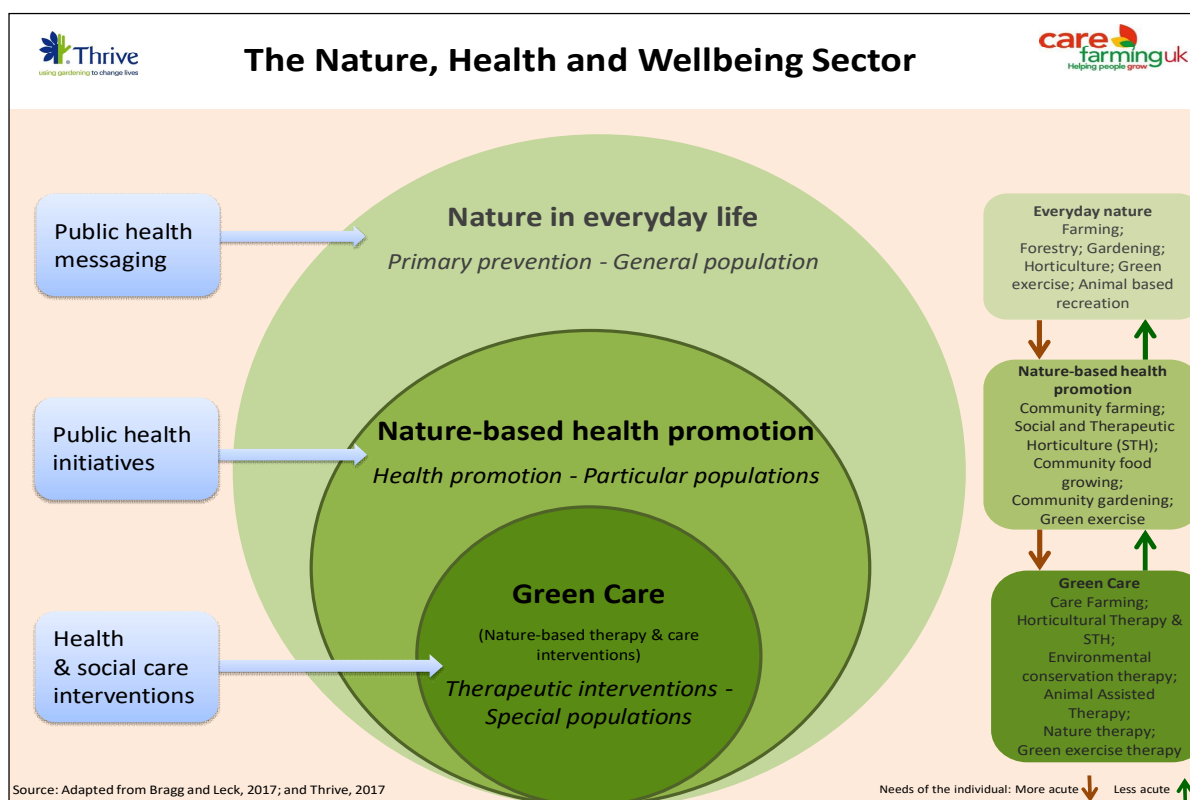 Thrive
using gardening to change lives
The Nature, Health and Wellbeing Sector
care
farminguk
Helping people grow
Public health
messaging
Nature in everyday life
Primary prevention - General population
Everyday nature
Farming;
Forestry; Gardening;
Horticulture; Green
exercise; Animal based
recreation
Public health
initiatives
Nature-based health promotion
Health promotion - Particular populations
Nature-based health
promotion
Community farming;
Social and Therapeutic
Horticulture (STH);
Community food
growing;
Community gardening;
Green exercise
Health
& social care
interventions
Green Care
(Nature-based therapy & care
interventions)
Therapeutic interventions -
Special populations
Green Care
Care Farming;
Horticultural Therapy &
STH;
Environmental
conservation therapy;
Animal Assisted
Therapy;
Nature therapy;
Green exercise therapy
Source: Adapted from Bragg and Leck, 2017; and Thrive, 2017
Needs of the individual: More acute Less acute